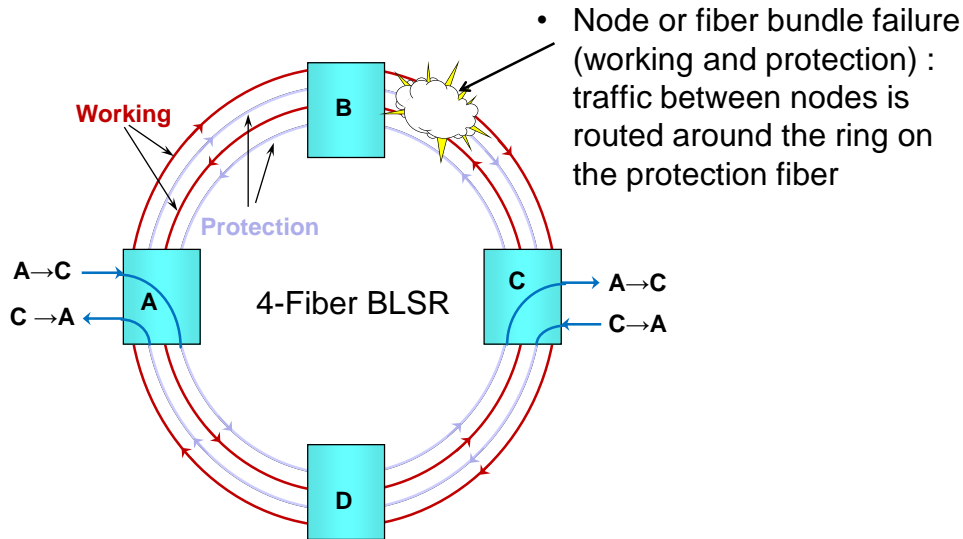 • Node or fiber bundle failure
(working and protection) :
traffic between nodes is
routed around the ring on
the protection fiber
B
Working
Protection
A→C
C →A
A
4-Fiber BLSR
C
A→C
C→A
D